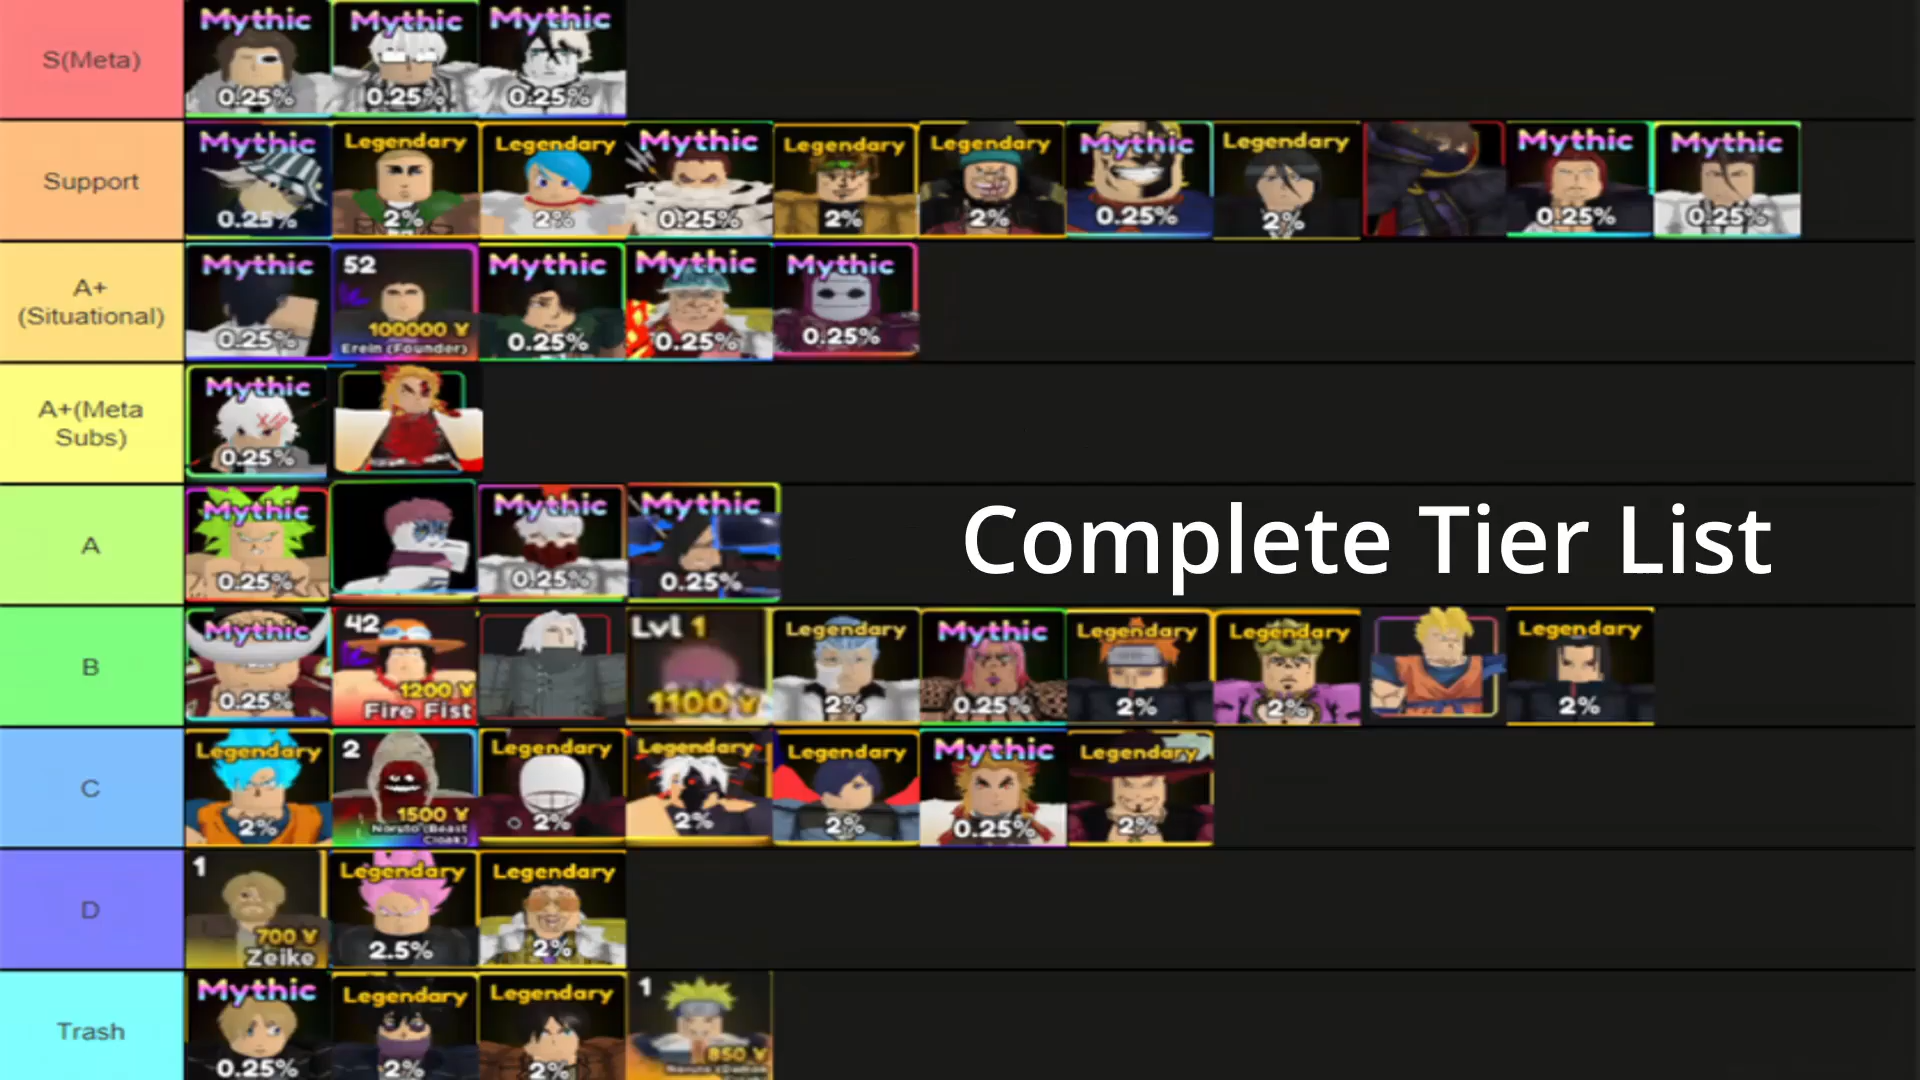 S(Meta)
Mythic Mythic Mythic
0.25% 0.25% 0.25%
Support
Mythic Legendary Legendary Mythic Legendary Legendary Mythic Legendary Mythic Mythic
0.25% 2% 2% 0.25% 2% 2% 0.25% 2% 0.25% 0.25%
A+
(Situational)
Mythic 52 Mythic Mythic Mythic
0.25% 100000 ¥ 0.25% 0.25% 0.25%
Erein (Founder)
A+(Meta
Subs)
Mythic
0.25%
A
Mythic Mythic Mythic
0.25% 0.25% 0.25%
Complete Tier List
B
Mythic 42 Lvl 1 Legendary Mythic Legendary Legendary Legendary
0.25% 1200 ¥ 1100 ¥ 2% 0.25% 2% 2% 2%
Fire Fist
C
Legendary 2 Legendary Legendary Legendary Mythic Legendary
2% 1500 ¥ 2% 2% 2% 0.25% 2%
Noruto (Beast
Cloak)
D
1 Legendary Legendary
700 ¥ 2.5% 2%
Zeike
Trash
Mythic Legendary Legendary 1
0.25% 2% 2% 850 ¥